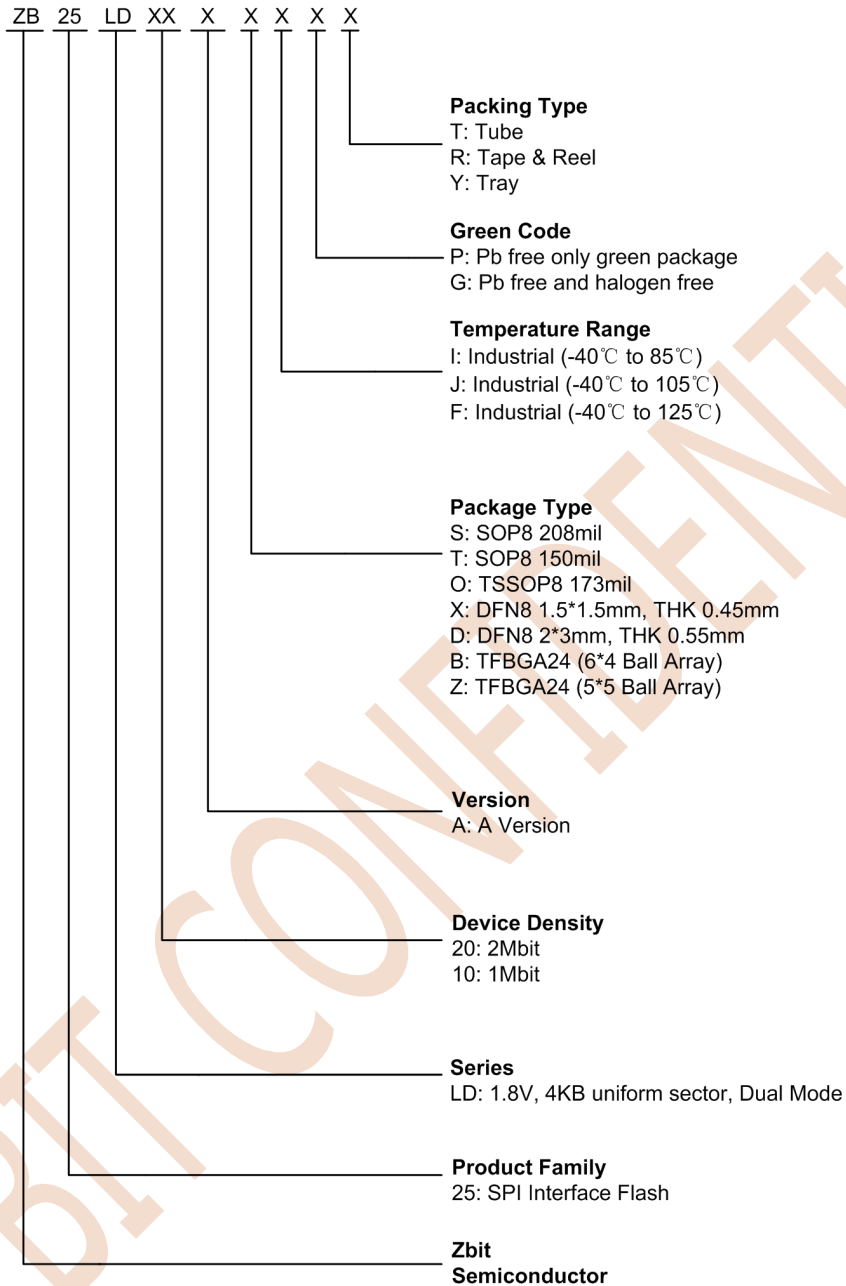 ZB 25 LD XX X X X X X
Packing Type
T: Tube
R: Tape & Reel
Y: Tray
Green Code
P: Pb free only green package
G: Pb free and halogen free
Temperature Range
I: Industrial (-40℃ to 85℃)
J: Industrial (-40℃ to 105℃)
F: Industrial (-40℃ to 125℃)
Package Type
S: SOP8 208mil
T: SOP8 150mil
O: TSSOP8 173mil
X: DFN8 1.5*1.5mm, THK 0.45mm
D: DFN8 2*3mm, THK 0.55mm
B: TFBGA24 (6*4 Ball Array)
Z: TFBGA24 (5*5 Ball Array)
Version
A: A Version
Device Density
20: 2Mbit
10: 1Mbit
Series
LD: 1.8V, 4KB uniform sector, Dual Mode
Product Family
25: SPI Interface Flash
Zbit
Semiconductor
BIT CONFIDENTI